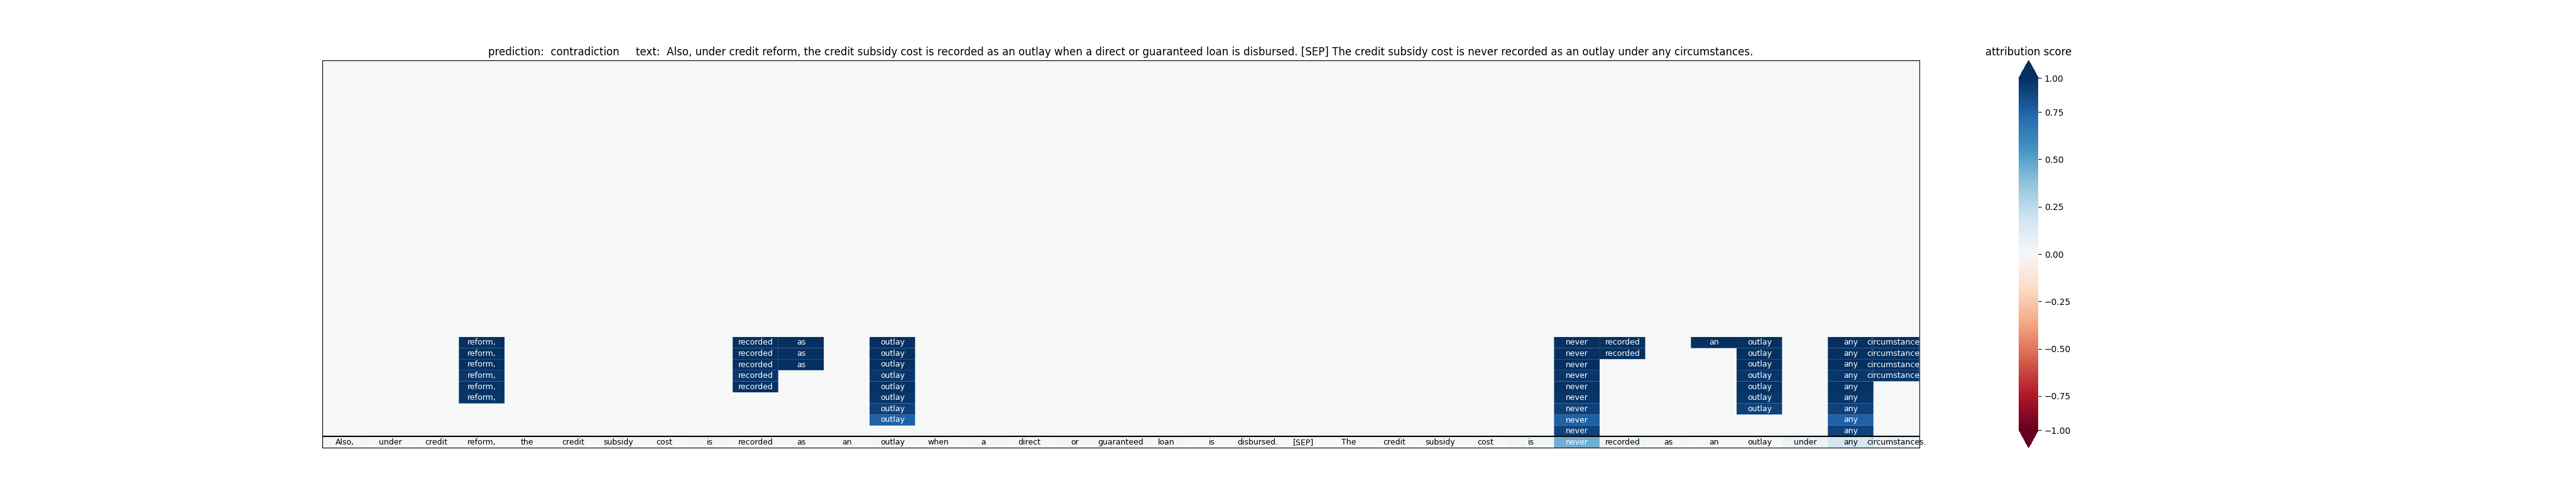 prediction:  contradiction     text:  Also, under credit reform, the credit subsidy cost is recorded as an outlay when a direct or guaranteed loan is disbursed. [SEP] The credit subsidy cost is never recorded as an outlay under any circumstances.
attribution score
1.00
0.75
0.50
0.25
0.00
−0.25
−0.50
−0.75
−1.00
reform, recorded as outlay never recorded an outlay any circumstance
reform, recorded as outlay never recorded outlay any circumstance
reform, recorded as outlay never outlay any circumstance
reform, recorded outlay never outlay any circumstance
reform, recorded outlay never outlay any
reform, outlay never outlay any
outlay never outlay any
outlay never any
never any
Also, under credit reform, the credit subsidy cost is recorded as an outlay when a direct or guaranteed loan is disbursed. [SEP] The credit subsidy cost is never recorded as an outlay under any circumstances.